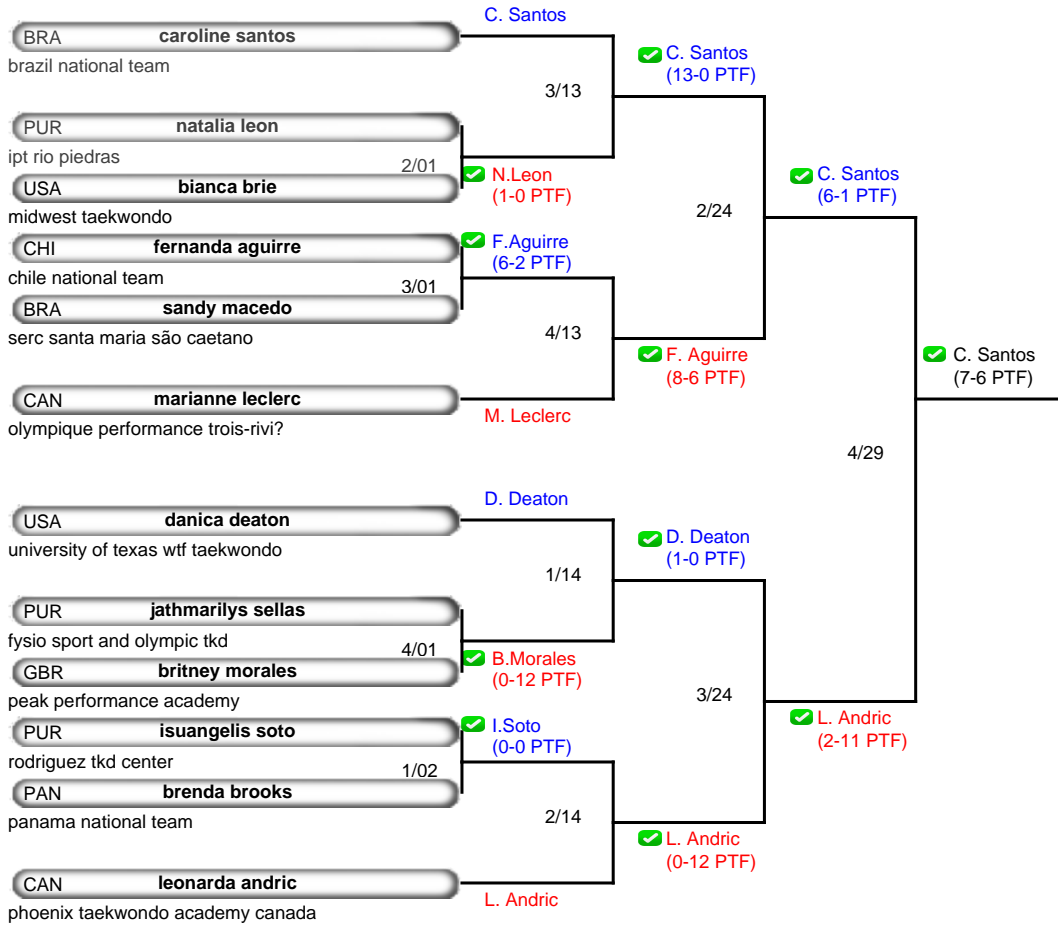 C. Santos
BRA caroline santos
brazil national team
C. Santos
(13-0 PTF)
3/13
PUR natalia leon
ipt rio piedras
2/01
USA bianca brie
midwest taekwondo
N.Leon
(1-0 PTF)
C. Santos
(6-1 PTF)
2/24
CHI fernanda aguirre
chile national team
F.Aguirre
(6-2 PTF)
3/01
BRA sandy macedo
serc santa maria são caetano
4/13
F. Aguirre
(8-6 PTF)
C. Santos
(7-6 PTF)
CAN marianne leclerc
olympique performance trois-rivi?
M. Leclerc
4/29
D. Deaton
USA danica deaton
university of texas wtf taekwondo
D. Deaton
(1-0 PTF)
1/14
PUR jathmarilys sellas
fysio sport and olympic tkd
4/01
GBR britney morales
peak performance academy
B.Morales
(0-12 PTF)
3/24
L. Andric
(2-11 PTF)
PUR isuangelis soto
rodriguez tkd center
I.Soto
(0-0 PTF)
1/02
PAN brenda brooks
panama national team
2/14
L. Andric
(0-12 PTF)
CAN leonarda andric
phoenix taekwondo academy canada
L. Andric